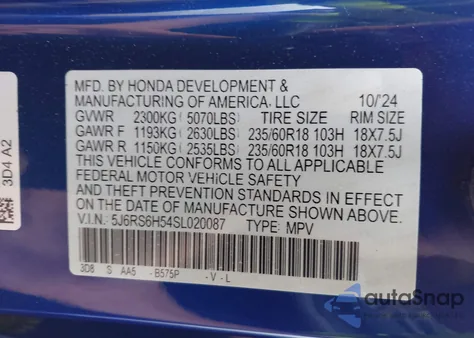 MFD. BY HONDA DEVELOPMENT &
MANUFACTURING OF AMERICA, LLC 10/'24
GVWR 2300KG (5070LBS) TIRE SIZE RIM SIZE
GAWR F 1193KG (2630LBS) 235/60R18 103H 18X7.5J
GAWR R 1150KG (2535LBS) 235/60R18 103H 18X7.5J
THIS VEHICLE CONFORMS TO ALL APPLICABLE
FEDERAL MOTOR VEHICLE SAFETY
AND THEFT PREVENTION STANDARDS IN EFFECT
ON THE DATE OF MANUFACTURE SHOWN ABOVE.
V.I.N.: 5J6RS6H54SL020087 TYPE: MPV
3D8 S AA5 - B575P - V - L
3D4 A2
autoSnap